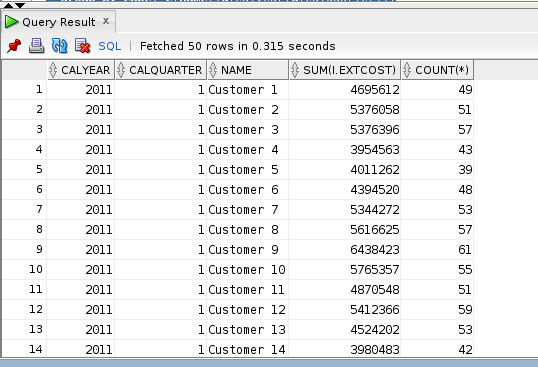 Query Result x
SQL | Fetched 50 rows in 0.315 seconds
CALYEAR CALQUARTER NAME SUM(I.EXTCOST) COUNT(*)
1 2011 1 Customer 1 4695612 49
2 2011 1 Customer 2 5376058 51
3 2011 1 Customer 3 5376396 57
4 2011 1 Customer 4 3954563 43
5 2011 1 Customer 5 4011262 39
6 2011 1 Customer 6 4394520 48
7 2011 1 Customer 7 5344272 53
8 2011 1 Customer 8 5616625 57
9 2011 1 Customer 9 6438423 61
10 2011 1 Customer 10 5765357 55
11 2011 1 Customer 11 4870548 51
12 2011 1 Customer 12 5412366 59
13 2011 1 Customer 13 4524202 53
14 2011 1 Customer 14 3980483 42